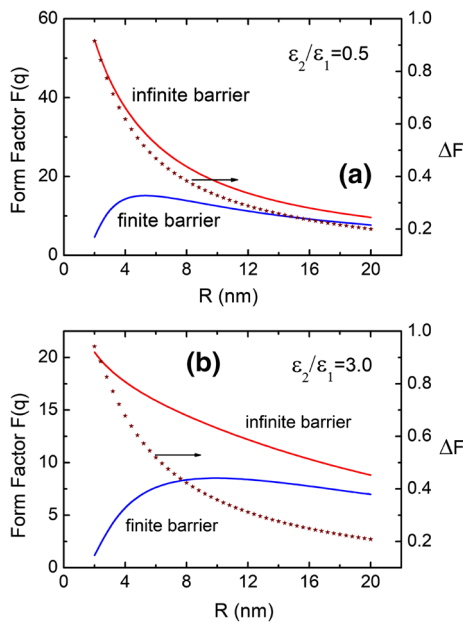 60
40
20
0
Form Factor F(q)
infinite barrier
finite barrier
ε2/ε1=0.5
(a)
1.0
0.8
0.6
0.4
0.2
ΔF
0 4 8 12 16 20
R (nm)
20
15
10
5
0
Form Factor F(q)
(b)
ε2/ε1=3.0
infinite barrier
finite barrier
1.0
0.8
0.6
0.4
0.2
ΔF
0 4 8 12 16 20
R (nm)